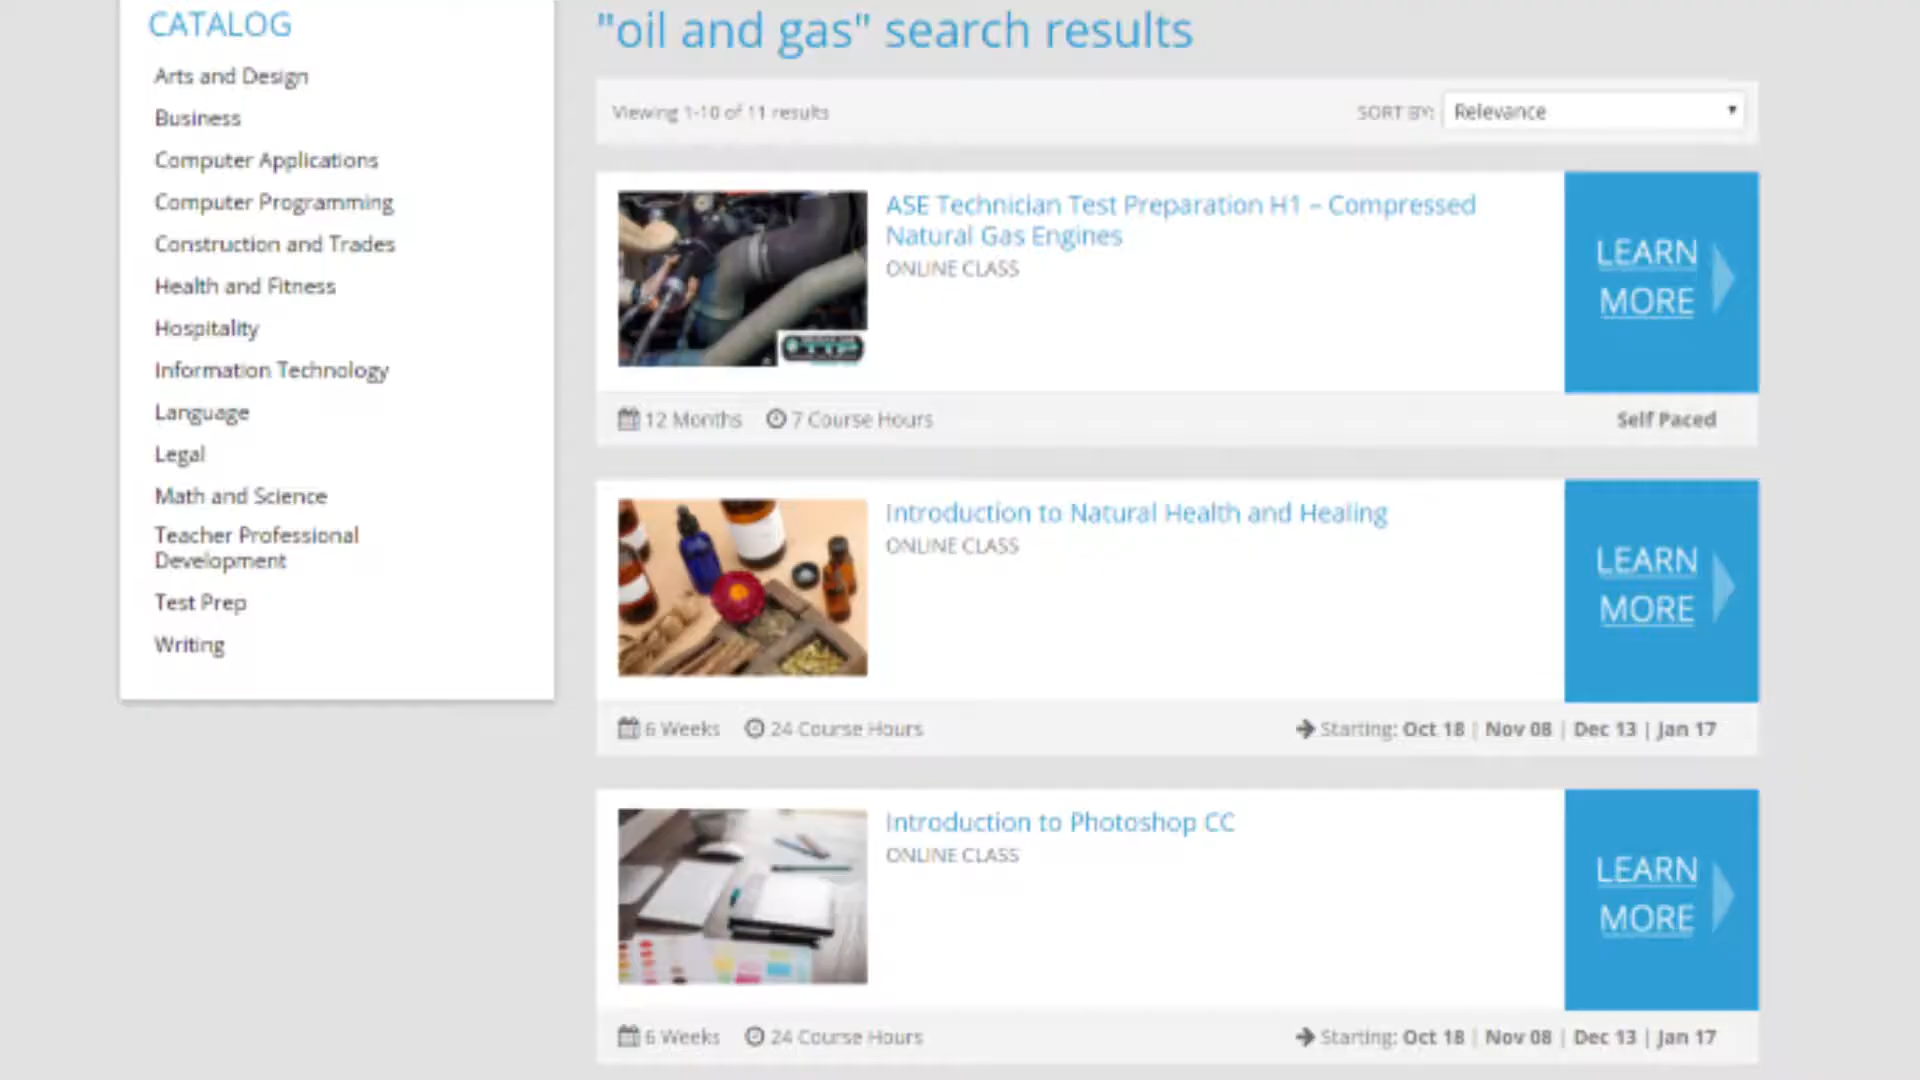 CATALOG
Arts and Design
Business
Computer Applications
Computer Programming
Construction and Trades
Health and Fitness
Hospitality
Information Technology
Language
Legal
Math and Science
Teacher Professional
Development
Test Prep
Writing
"oil and gas" search results
Viewing 1-10 of 11 results
SORT BY:
Relevance
ASE Technician Test Preparation H1 – Compressed
Natural Gas Engines
ONLINE CLASS
LEARN
MORE
12 Months
7 Course Hours
Self Paced
Introduction to Natural Health and Healing
ONLINE CLASS
LEARN
MORE
6 Weeks
24 Course Hours
Starting: Oct 18 | Nov 08 | Dec 13 | Jan 17
Introduction to Photoshop CC
ONLINE CLASS
LEARN
MORE
6 Weeks
24 Course Hours
Starting: Oct 18 | Nov 08 | Dec 13 | Jan 17